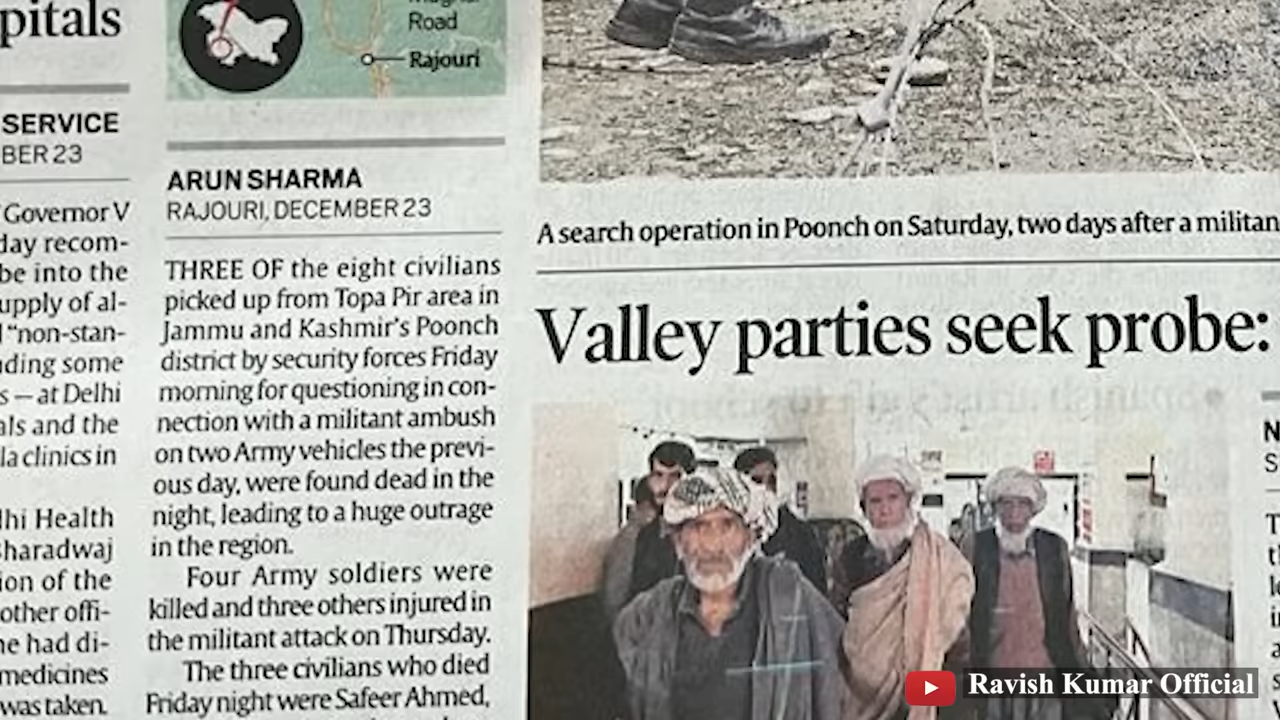 pitals
SERVICE
BER 23
Governor V
day recom-
be into the
upply of al-
"non-stan-
ding some
s — at Delhi
als and the
la clinics in
lhi Health
Bharadwaj
ion of the
other offi-
he had di-
medicines
was taken.
Road
Rajouri
ARUN SHARMA
RAJOURI, DECEMBER 23
THREE OF the eight civilians
picked up from Topa Pir area in
Jammu and Kashmir's Poonch
district by security forces Friday
morning for questioning in con-
nection with a militant ambush
on two Army vehicles the previ-
ous day, were found dead in the
night, leading to a huge outrage
in the region.
Four Army soldiers were
killed and three others injured in
the militant attack on Thursday.
The three civilians who died
Friday night were Safeer Ahmed,
A search operation in Poonch on Saturday, two days after a militan
Valley parties seek probe:
Ravish Kumar Official